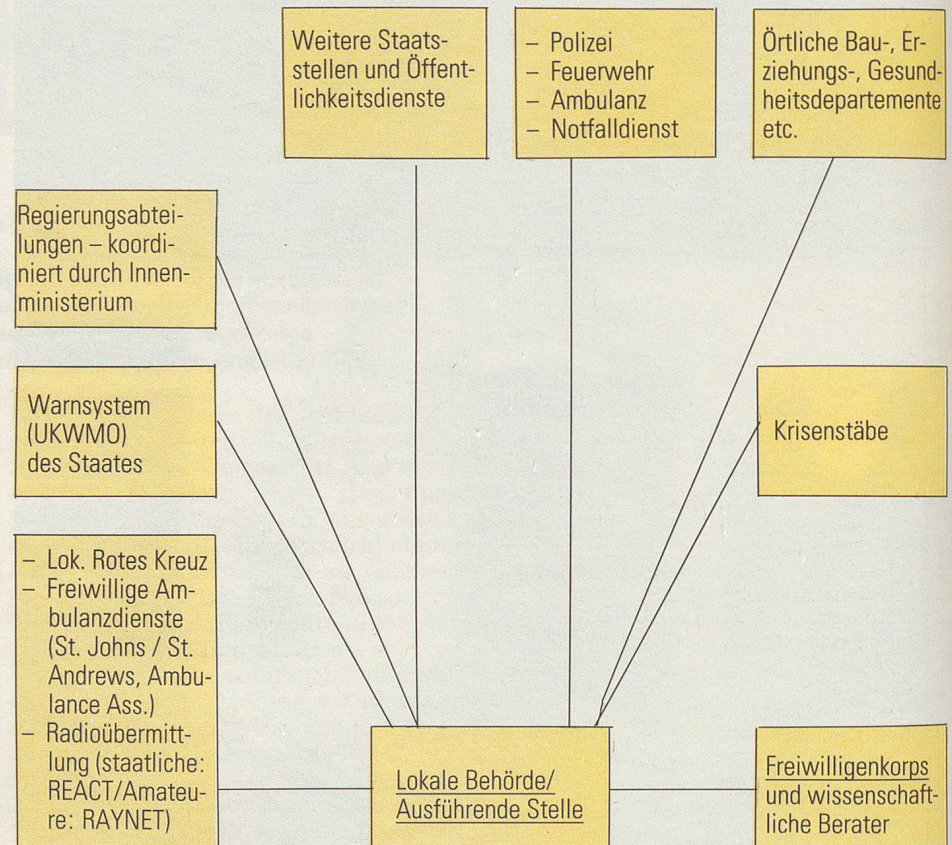 Weitere Staats-
stellen und Öffent-
lichkeitsdienste
– Polizei
– Feuerwehr
– Ambulanz
– Notfalldienst
Örtliche Bau-, Er-
ziehungs-, Gesund-
heitsdepartemente
etc.
Regierungsabtei-
lungen – koordi-
niert durch Innen-
ministerium
Warnsystem
(UKWMO)
des Staates
Krisenstäbe
– Lok. Rotes Kreuz
– Freiwillige Am-
bulanzdienste
(St. Johns / St.
Andrews, Ambu-
lance Ass.)
– Radioübermitt-
lung (staatliche:
REACT/Amateu-
re: RAYNET)
Lokale Behörde/
Ausführende Stelle
Freiwilligenkorps
und wissenschaft-
liche Berater